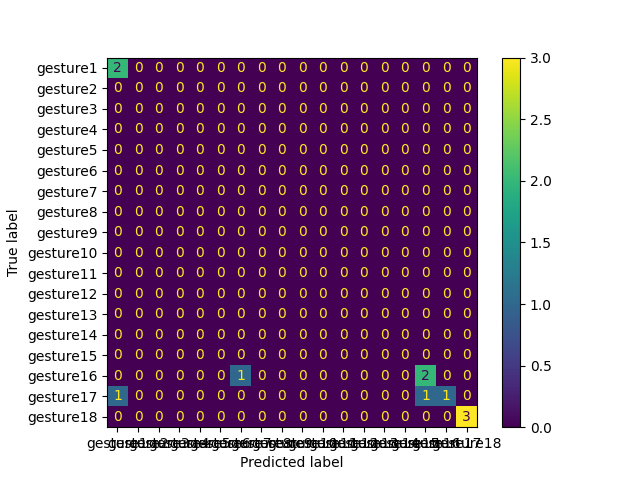 gesture1 2 0 0 0 0 0 0 0 0 0 0 0 0 0 0 0 0 0
gesture2 0 0 0 0 0 0 0 0 0 0 0 0 0 0 0 0 0 0
gesture3 0 0 0 0 0 0 0 0 0 0 0 0 0 0 0 0 0 0
gesture4 0 0 0 0 0 0 0 0 0 0 0 0 0 0 0 0 0 0
gesture5 0 0 0 0 0 0 0 0 0 0 0 0 0 0 0 0 0 0
gesture6 0 0 0 0 0 0 0 0 0 0 0 0 0 0 0 0 0 0
gesture7 0 0 0 0 0 0 0 0 0 0 0 0 0 0 0 0 0 0
gesture8 0 0 0 0 0 0 0 0 0 0 0 0 0 0 0 0 0 0
gesture9 0 0 0 0 0 0 0 0 0 0 0 0 0 0 0 0 0 0
gesture10 0 0 0 0 0 0 0 0 0 0 0 0 0 0 0 0 0 0
gesture11 0 0 0 0 0 0 0 0 0 0 0 0 0 0 0 0 0 0
gesture12 0 0 0 0 0 0 0 0 0 0 0 0 0 0 0 0 0 0
gesture13 0 0 0 0 0 0 0 0 0 0 0 0 0 0 0 0 0 0
gesture14 0 0 0 0 0 0 0 0 0 0 0 0 0 0 0 0 0 0
gesture15 0 0 0 0 0 0 0 0 0 0 0 0 0 0 0 0 0 0
gesture16 0 0 0 0 0 0 1 0 0 0 0 0 0 0 0 2 0 0
gesture17 1 0 0 0 0 0 0 0 0 0 0 0 0 0 0 1 1 0
gesture18 0 0 0 0 0 0 0 0 0 0 0 0 0 0 0 0 0 3
True label
Predicted label
3.0
2.5
2.0
1.5
1.0
0.5
0.0